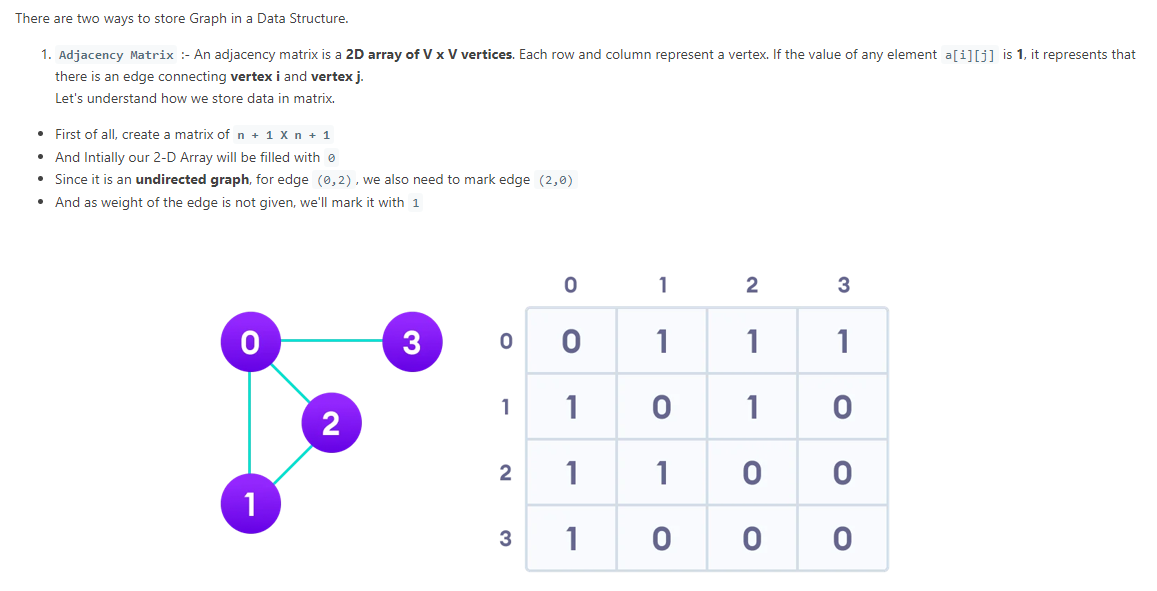 There are two ways to store Graph in a Data Structure.
1. Adjacency Matrix :- An adjacency matrix is a 2D array of V x V vertices. Each row and column represent a vertex. If the value of any element a[i][j] is 1, it represents that
there is an edge connecting vertex i and vertex j.
Let's understand how we store data in matrix.
• First of all, create a matrix of n + 1 X n + 1
• And Intially our 2-D Array will be filled with 0
• Since it is an undirected graph, for edge (0,2) , we also need to mark edge (2,0)
• And as weight of the edge is not given, we'll mark it with 1
0 3
2
1
0 1 2 3
0 0 1 1 1
1 1 0 1 0
2 1 1 0 0
3 1 0 0 0